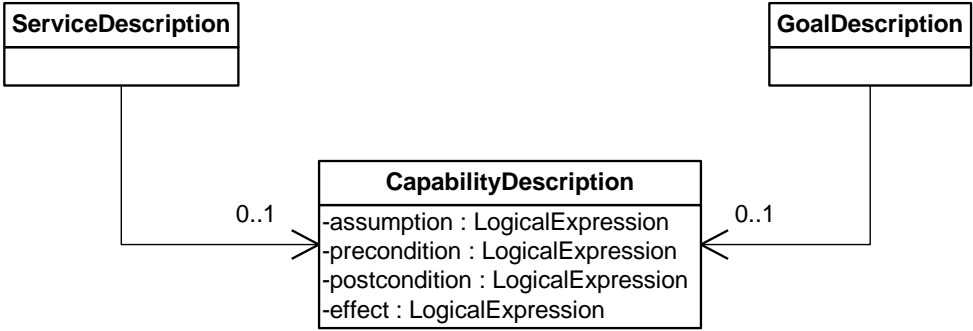 ServiceDescription
GoalDescription
CapabilityDescription
0..1
0..1
-assumption : LogicalExpression
-precondition : LogicalExpression
-postcondition : LogicalExpression
-effect : LogicalExpression